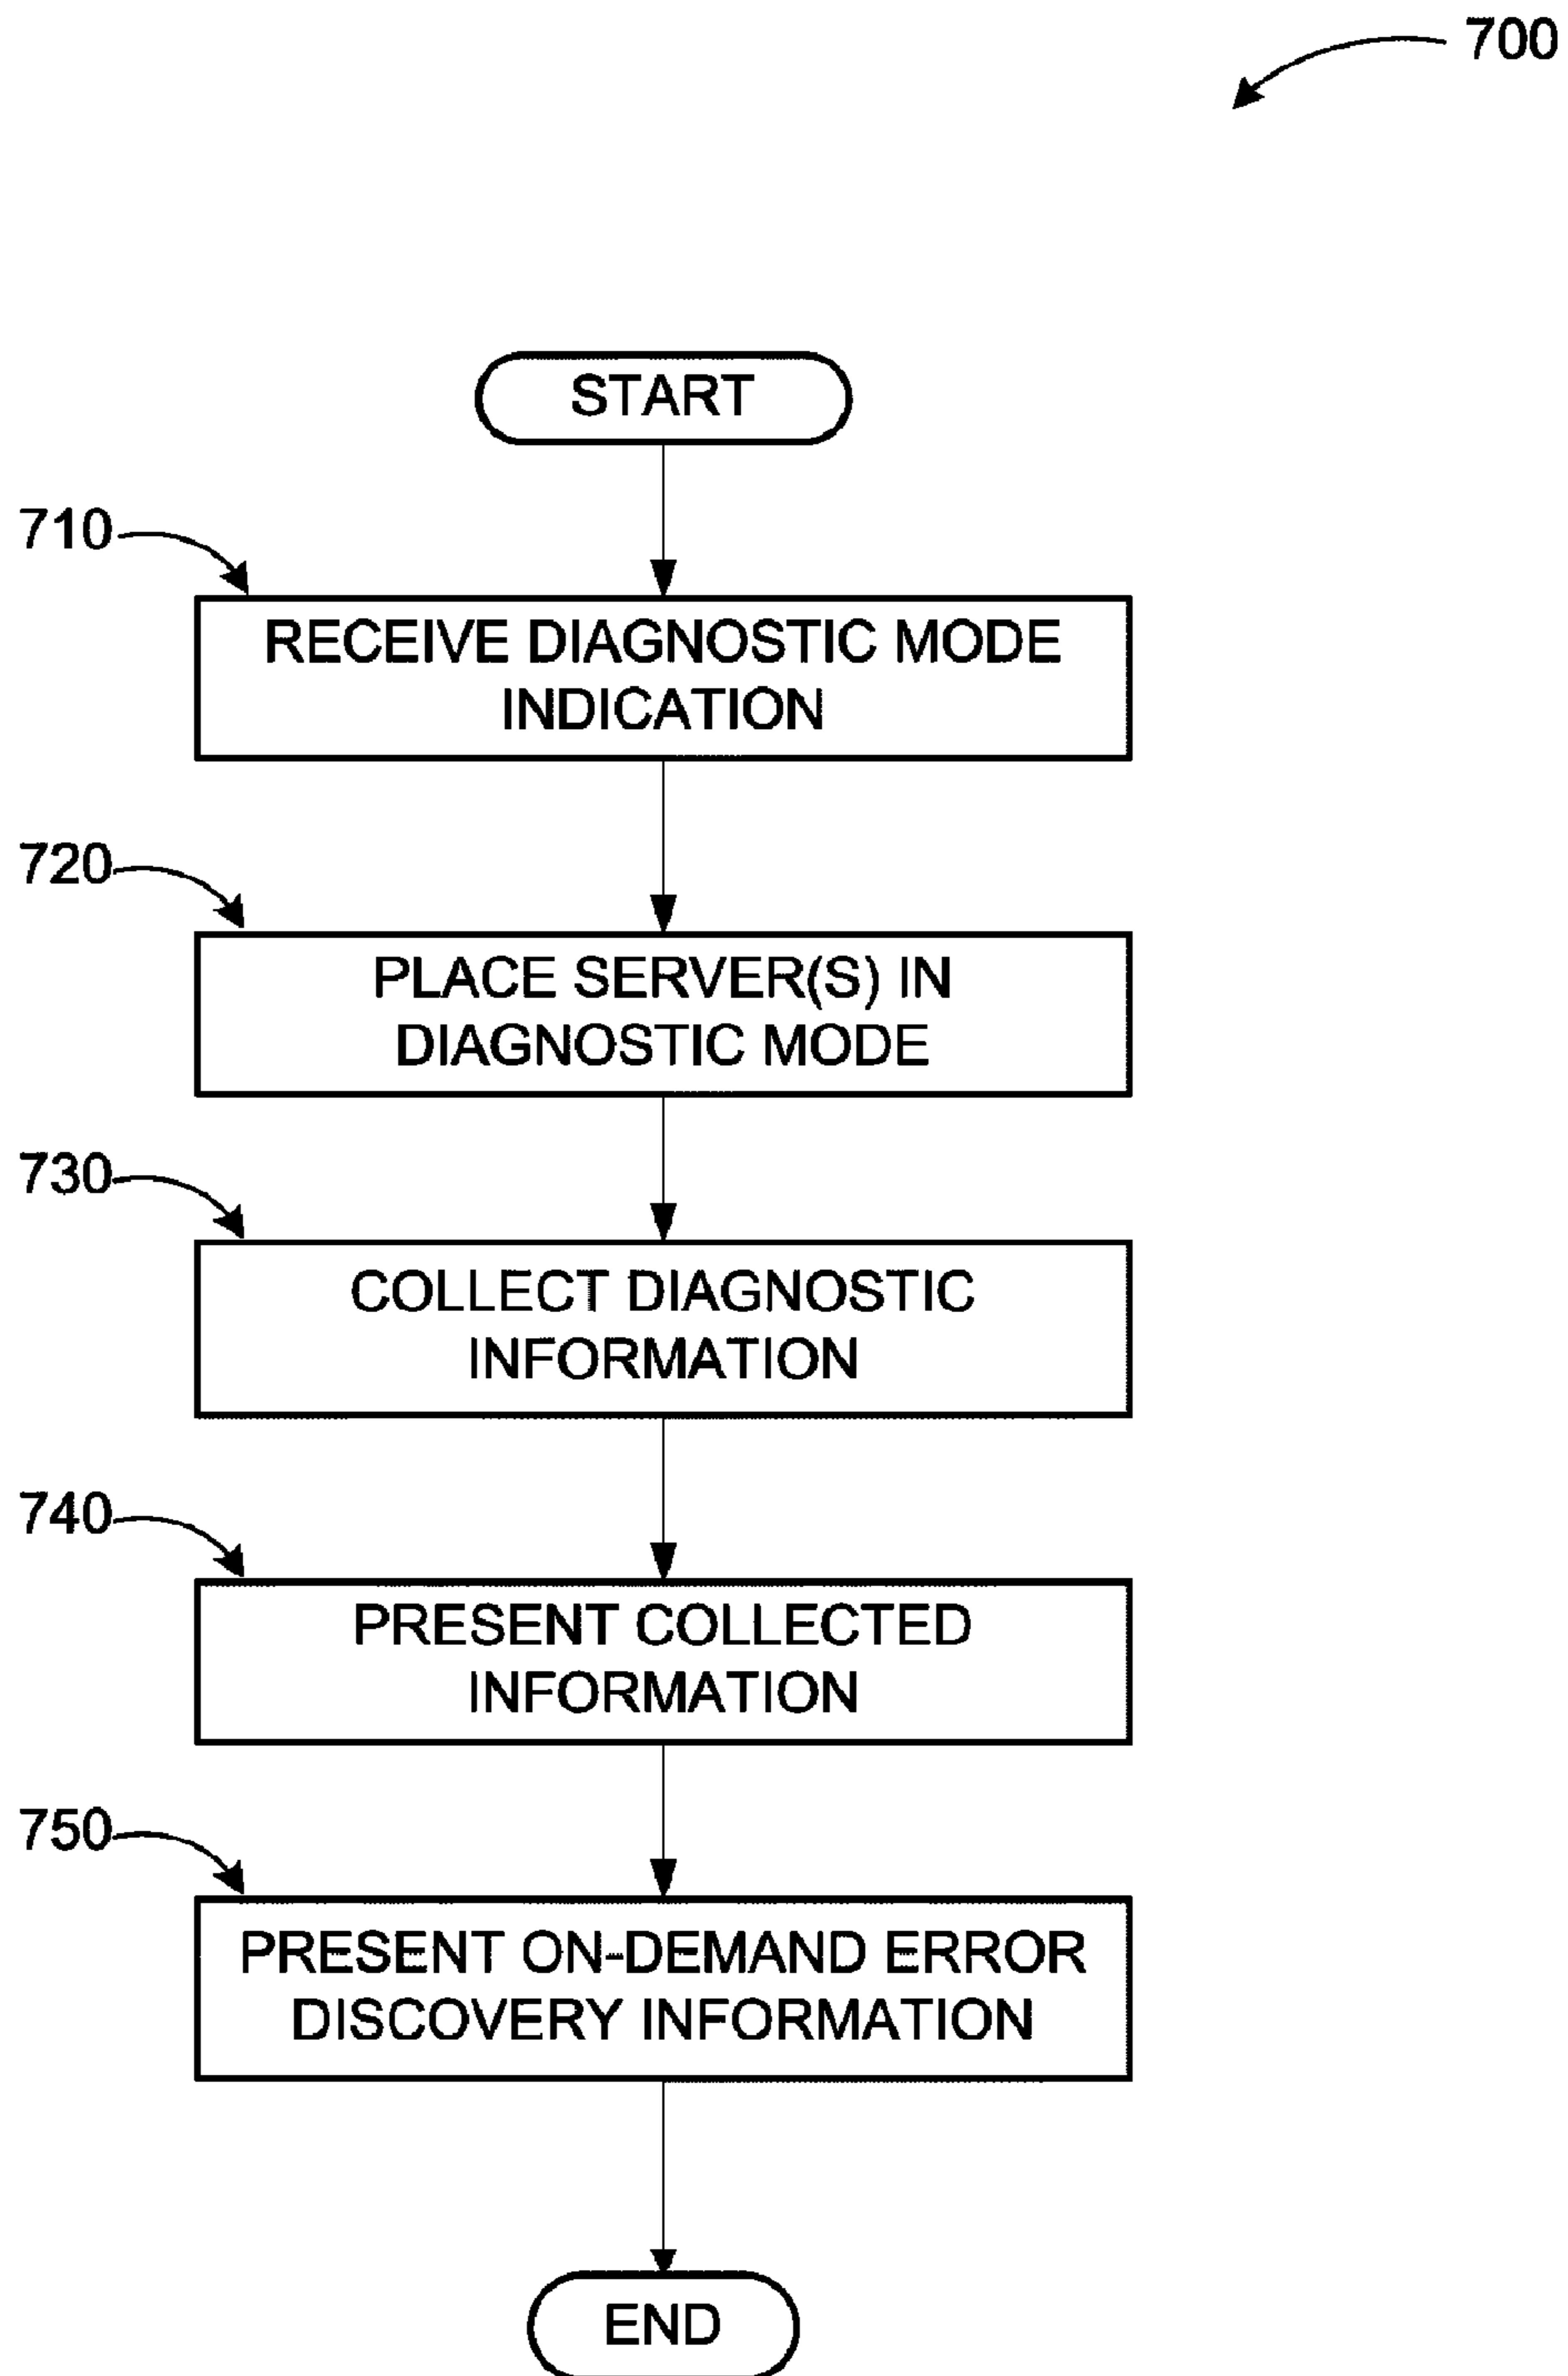 700
START
710
RECEIVE DIAGNOSTIC MODE
INDICATION
720
PLACE SERVER(S) IN
DIAGNOSTIC MODE
730
COLLECT DIAGNOSTIC
INFORMATION
740
PRESENT COLLECTED
INFORMATION
750
PRESENT ON-DEMAND ERROR
DISCOVERY INFORMATION
END